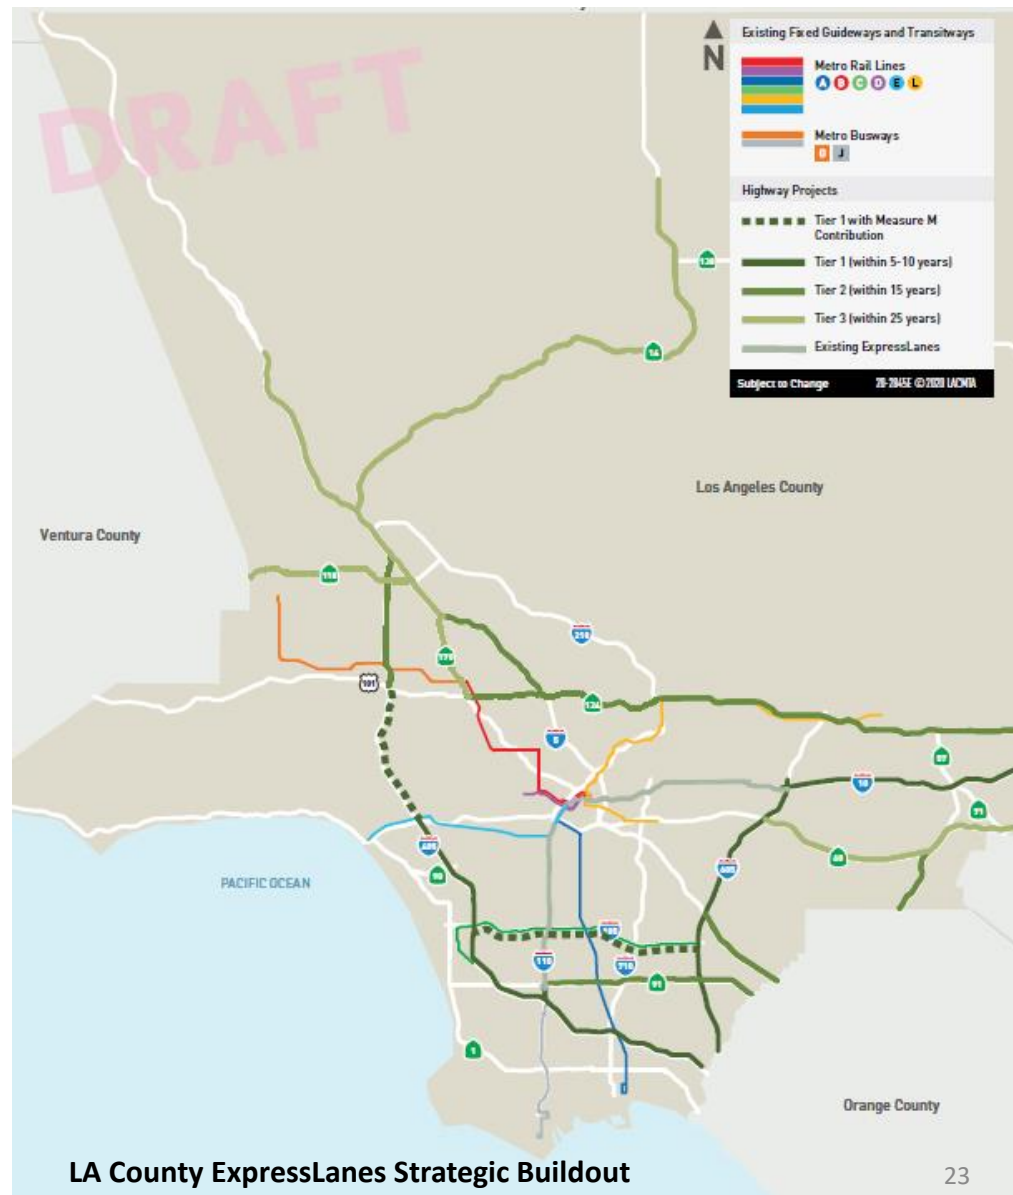 DRAFT
N
Existing Fixed Guideways and Transitways
Metro Rail Lines
A B C D E L
Metro Busways
G J
Highway Projects
Tier 1 with Measure M
Contribution
Tier 1 (within 5-10 years)
Tier 2 (within 15 years)
Tier 3 (within 25 years)
Existing ExpressLanes
Subject to Change
20-2845E ©2020 LACMTA
138
14
Los Angeles County
Ventura County
118
210
170
101
134
5
57
10
71
405
60
605
90
PACIFIC OCEAN
105
110
710
91
1
Orange County
LA County ExpressLanes Strategic Buildout
23